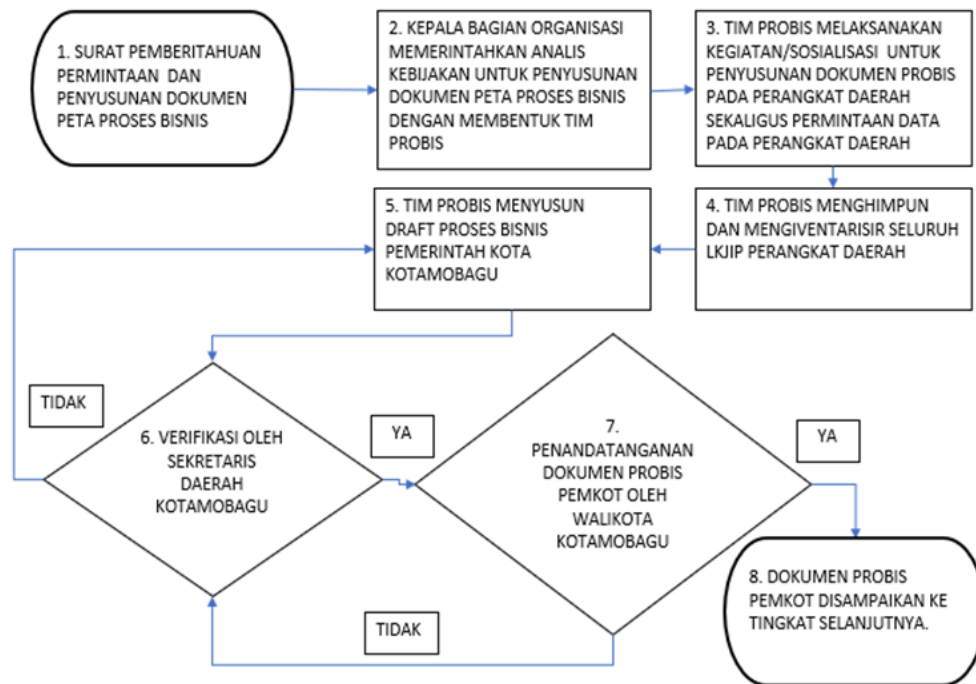 1. SURAT PEMBERITAHUAN
PERMINTAAN DAN
PENYUSUNAN DOKUMEN
PETA PROSES BISNIS
2. KEPALA BAGIAN ORGANISASI
MEMERINTAHKAN ANALIS
KEBIJAKAN UNTUK PENYUSUNAN
DOKUMEN PETA PROSES BISNIS
DENGAN MEMBENTUK TIM
PROBIS
3. TIM PROBIS MELAKSANAKAN
KEGIATAN/SOSIALISASI UNTUK
PENYUSUNAN DOKUMEN PROBIS
PADA PERANGKAT DAERAH
SEKALIGUS PERMINTAAN DATA
PADA PERANGKAT DAERAH
4. TIM PROBIS MENGHIMPUN
DAN MENGIVENTARISIR SELURUH
LKJIP PERANGKAT DAERAH
5. TIM PROBIS MENYUSUN
DRAFT PROSES BISNIS
PEMERINTAH KOTA
KOTAMOBAGU
TIDAK
6. VERIFIKASI OLEH
SEKRETARIS
DAERAH
KOTAMOBAGU
YA
7.
PENANDATANGANAN
DOKUMEN PROBIS
PEMKOT OLEH
WALIKOTA
KOTAMOBAGU
YA
TIDAK
8. DOKUMEN PROBIS
PEMKOT DISAMPAIKAN KE
TINGKAT SELANJUTNYA.